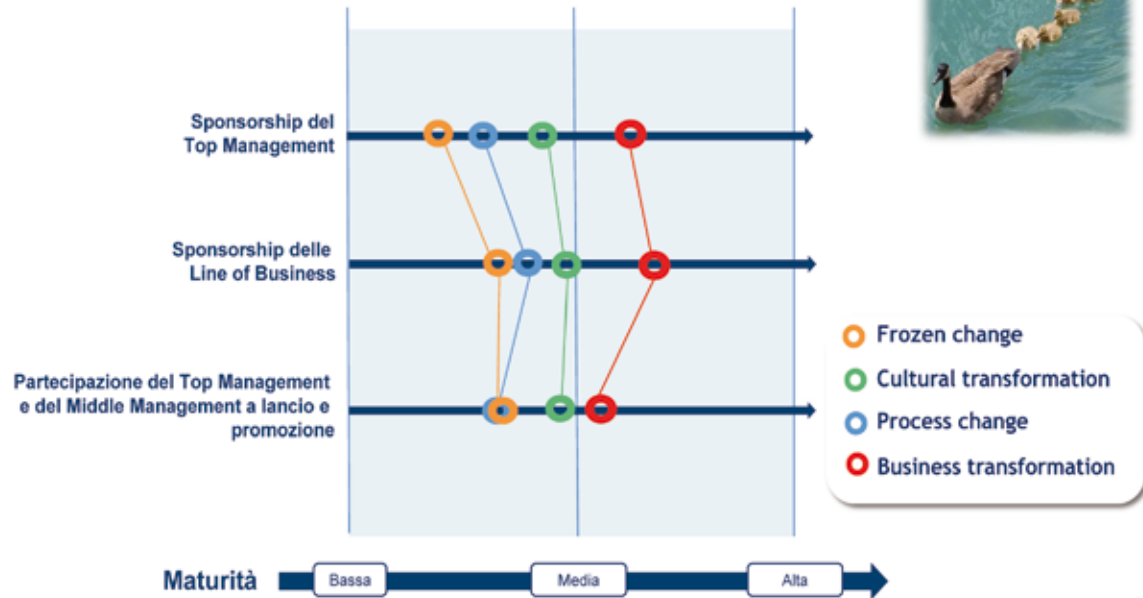 Sponsorship del
Top Management
Sponsorship delle
Line of Business
Partecipazione del Top Management
e del Middle Management a lancio e
promozione
Frozen change
Cultural transformation
Process change
Business transformation
Maturità
Bassa
Media
Alta